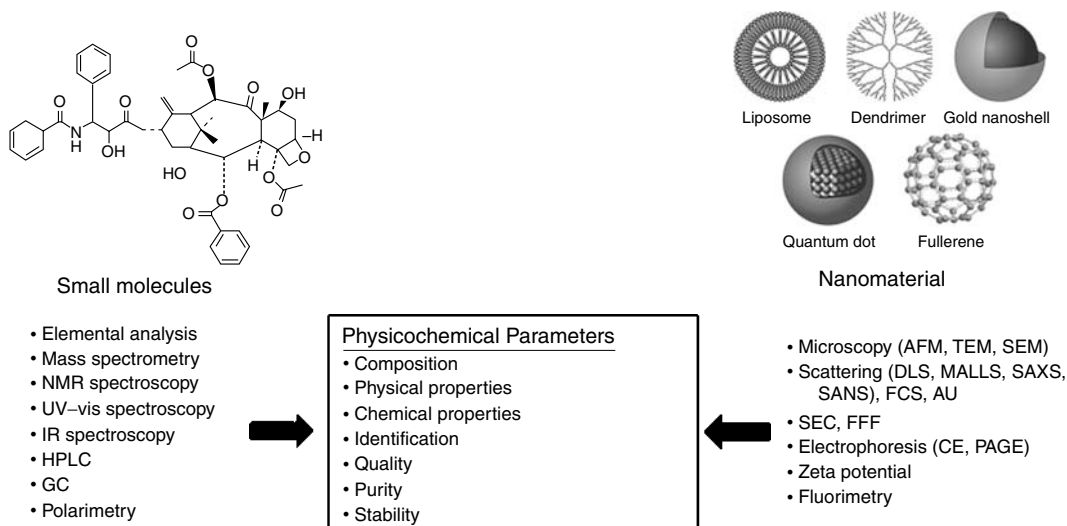 Liposome
Dendrimer
Gold nanoshell
Quantum dot
Fullerene
O
O
O
O
OH
H
O
O
NH
OH
HO
H
O
O
O
O
O
Small molecules
Nanomaterial
• Elemental analysis
• Mass spectrometry
• NMR spectroscopy
• UV–vis spectroscopy
• IR spectroscopy
• HPLC
• GC
• Polarimetry
Physicochemical Parameters
• Composition
• Physical properties
• Chemical properties
• Identification
• Quality
• Purity
• Stability
• Microscopy (AFM, TEM, SEM)
• Scattering (DLS, MALLS, SAXS,
SANS), FCS, AU
• SEC, FFF
• Electrophoresis (CE, PAGE)
• Zeta potential
• Fluorimetry